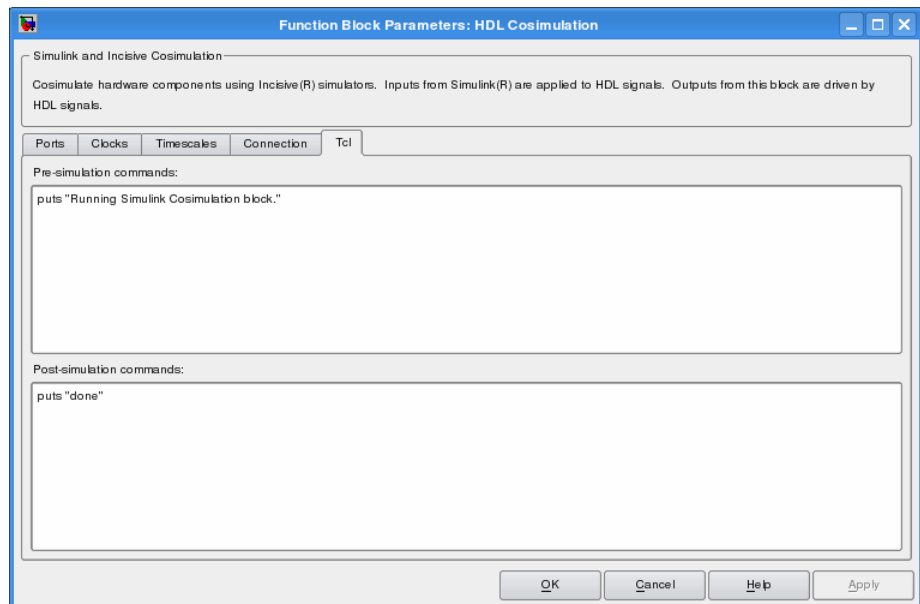 Function Block Parameters: HDL Cosimulation
Simulink and Incisive Cosimulation
Cosimulate hardware components using Incisive(R) simulators. Inputs from Simulink(R) are applied to HDL signals. Outputs from this block are driven by
HDL signals.
Ports Clocks Timescales Connection Tcl
Pre-simulation commands:
puts "Running Simulink Cosimulation block."
Post-simulation commands:
puts "done"
OK Cancel Help Apply